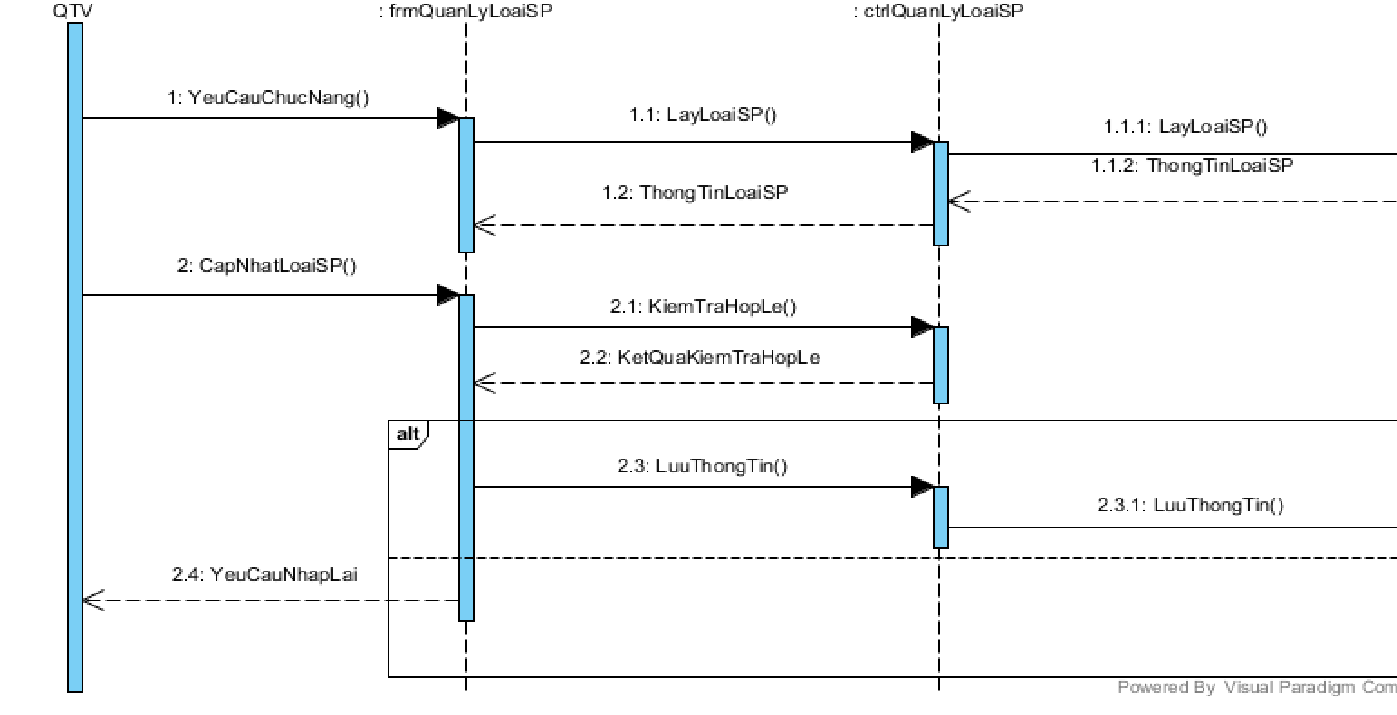 QTV
: frmQuanLyLoaiSP
: ctrlQuanLyLoaiSP
1: YeuCauChucNang()
1.1: LayLoaiSP()
1.1.1: LayLoaiSP()
1.1.2: ThongTinLoaiSP
1.2: ThongTinLoaiSP
2: CapNhatLoaiSP()
2.1: KiemTraHopLe()
2.2: KetQuaKiemTraHopLe
alt
2.3: LuuThongTin()
2.3.1: LuuThongTin()
2.4: YeuCauNhapLai
Powered By Visual Paradigm Com